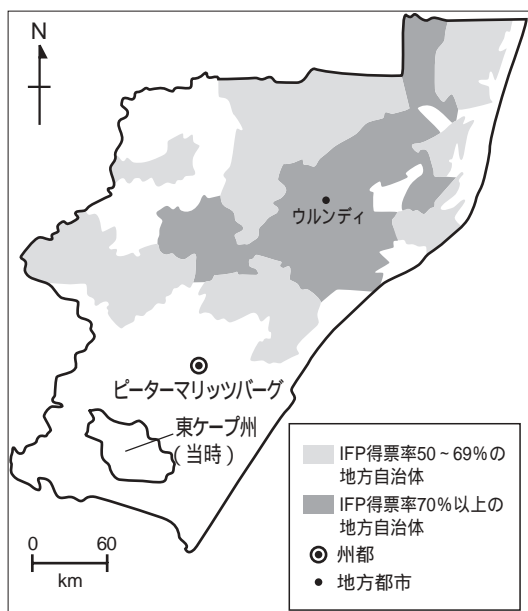 N
ウルンディ
ピーターマリッツバーグ
東ケープ州
(当時)
IFP得票率50~69%の
地方自治体
IFP得票率70%以上の
地方自治体
州都
地方都市
0 60
km